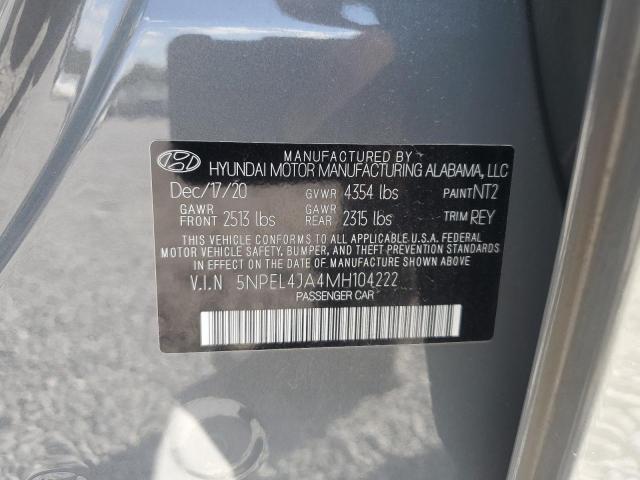 MANUFACTURED BY
HYUNDAI MOTOR MANUFACTURING ALABAMA, LLC
Dec/17/20 GVWR 4354 lbs PAINT NT2
GAWR FRONT 2513 lbs GAWR REAR 2315 lbs TRIM REY
THIS VEHICLE CONFORMS TO ALL APPLICABLE U.S.A. FEDERAL
MOTOR VEHICLE SAFETY, BUMPER, AND THEFT PREVENTION STANDARDS
IN EFFECT ON THE DATE OF MANUFACTURE SHOWN ABOVE.
V.I.N 5NPEL4JA4MH104222
PASSENGER CAR